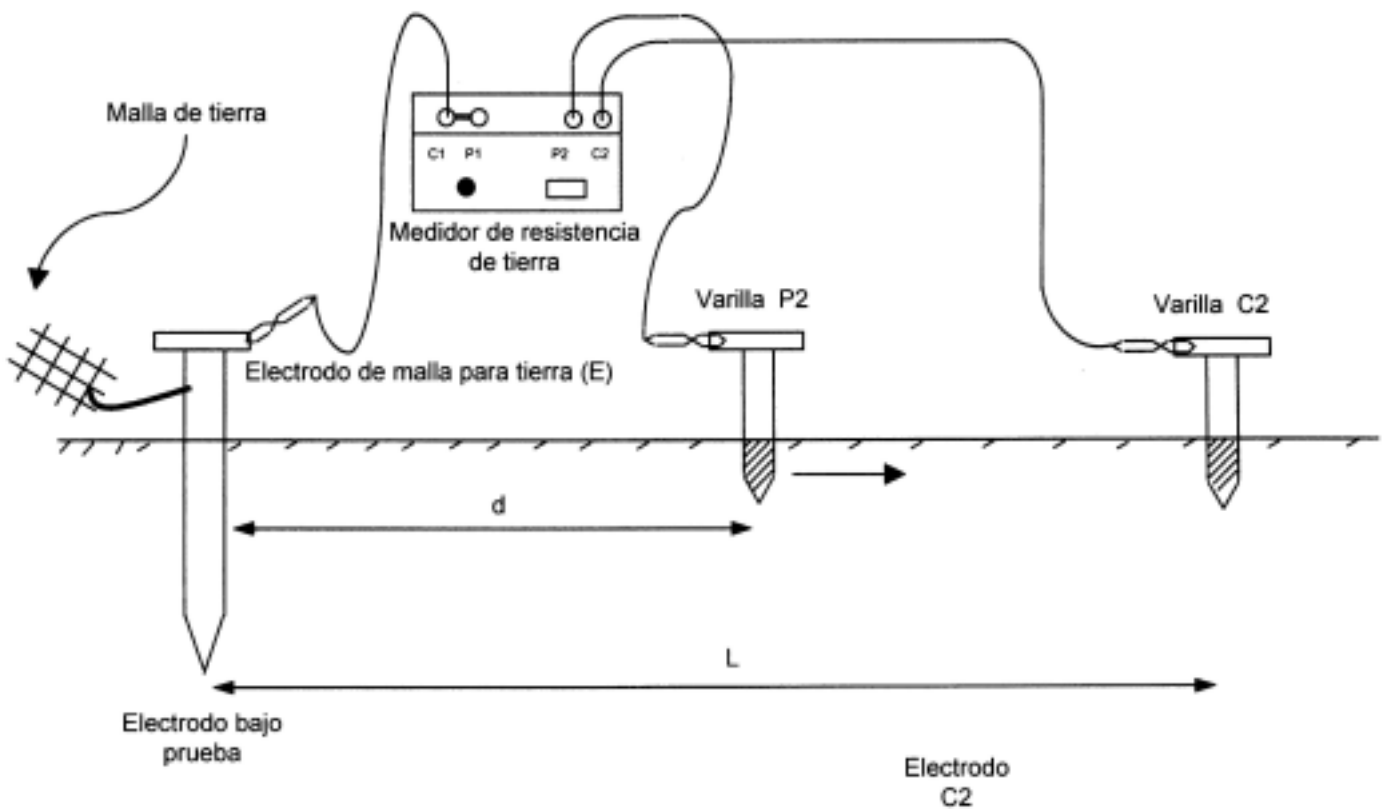 Malla de tierra
C1 P1 P2 C2
Medidor de resistencia
de tierra
Varilla P2
Varilla C2
Electrodo de malla para tierra (E)
d
L
Electrodo bajo
prueba
Electrodo
C2